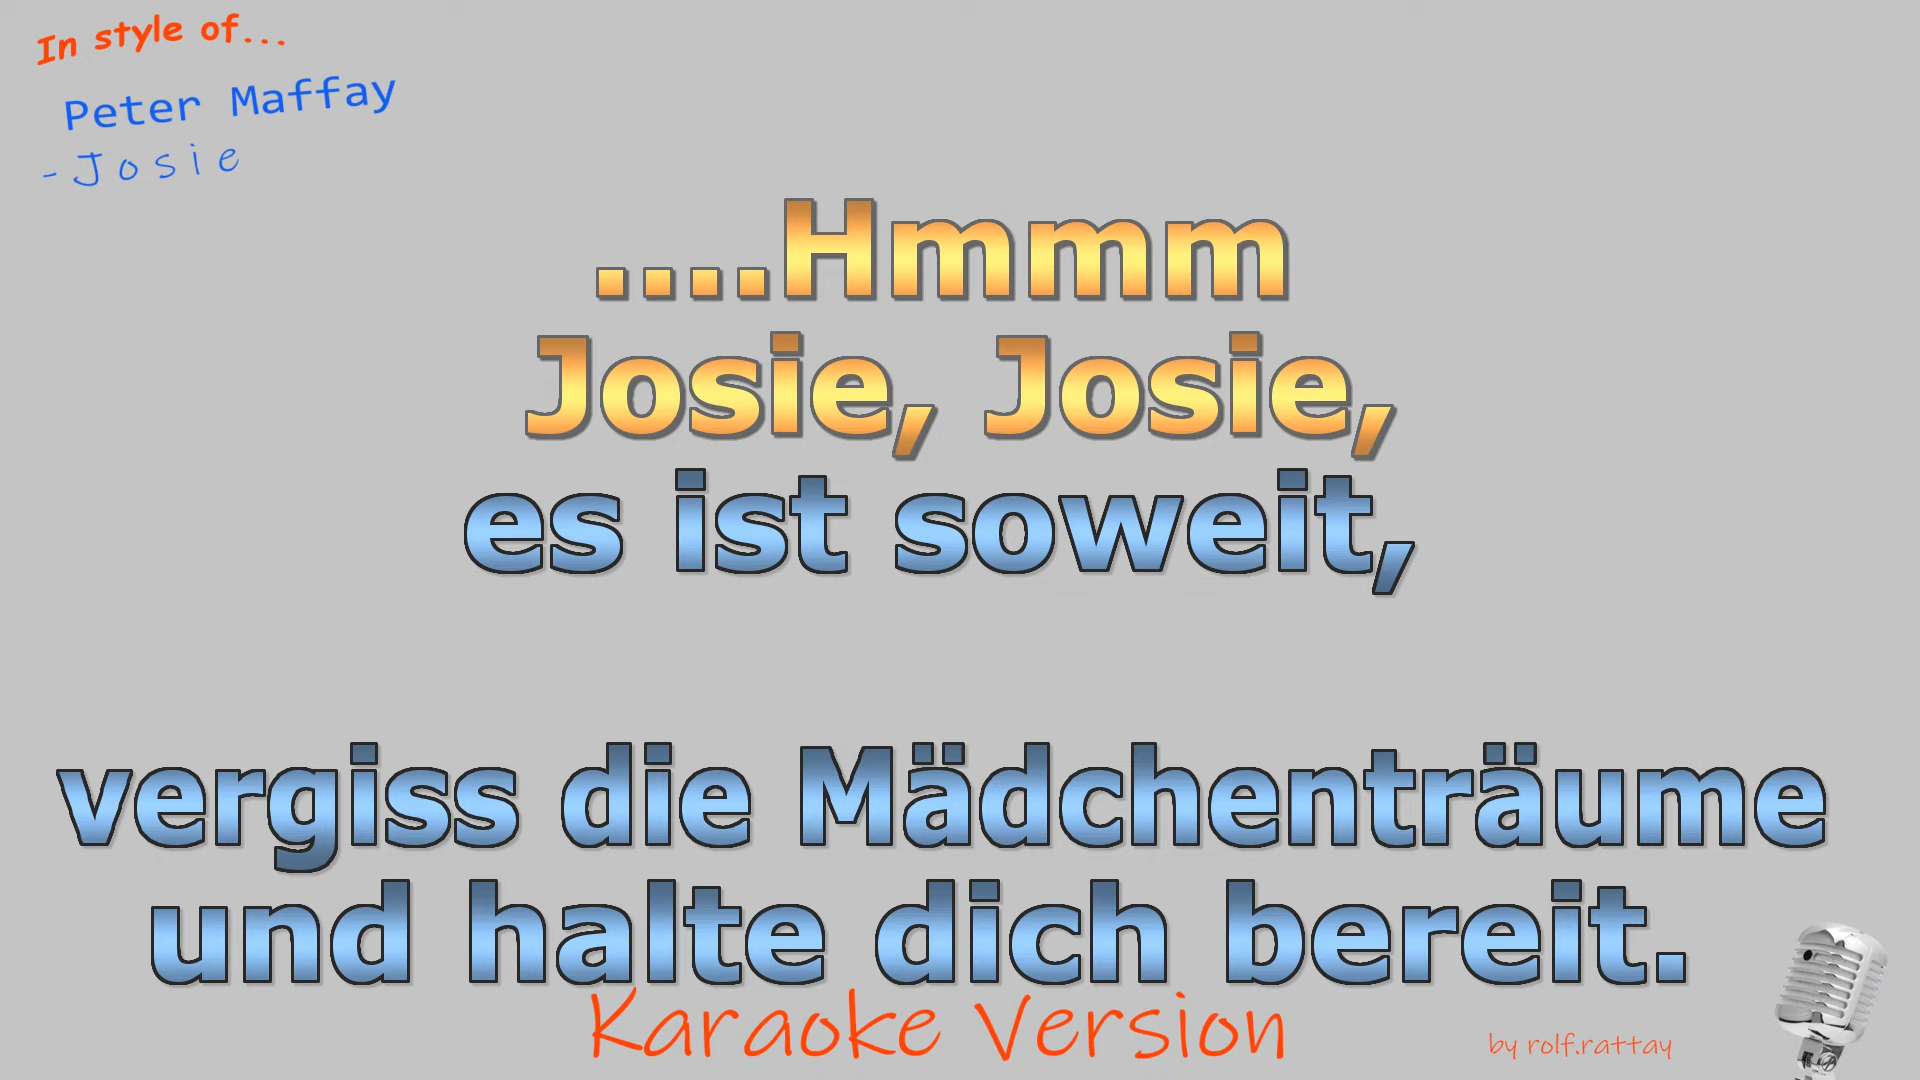 In style of...
Peter Maffay
- Josie
....Hmmm
Josie, Josie,
es ist soweit,
vergiss die Mädchenträume
und halte dich bereit.
Karaoke Version
by rolf.rattay